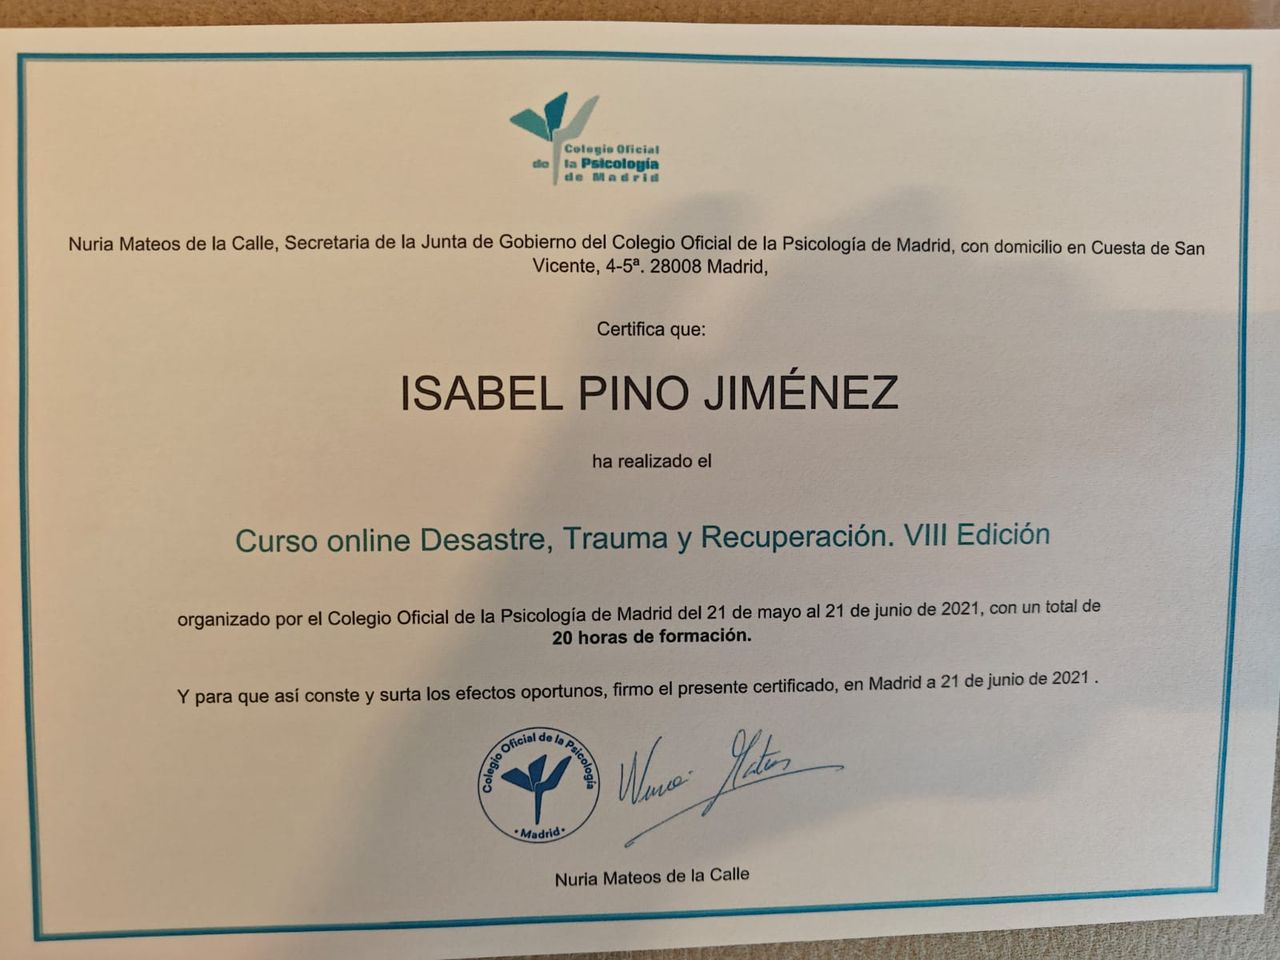 Colegio Oficial
de la Psicología
de Madrid
Nuria Mateos de la Calle, Secretaria de la Junta de Gobierno del Colegio Oficial de la Psicología de Madrid, con domicilio en Cuesta de San
Vicente, 4-5ª. 28008 Madrid,
Certifica que:
ISABEL PINO JIMÉNEZ
ha realizado el
Curso online Desastre, Trauma y Recuperación. VIII Edición
organizado por el Colegio Oficial de la Psicología de Madrid del 21 de mayo al 21 de junio de 2021, con un total de
20 horas de formación.
Y para que así conste y surta los efectos oportunos, firmo el presente certificado, en Madrid a 21 de junio de 2021 .
Colegio Oficial de la Psicología
• Madrid •
Nuria Mateos
Nuria Mateos de la Calle